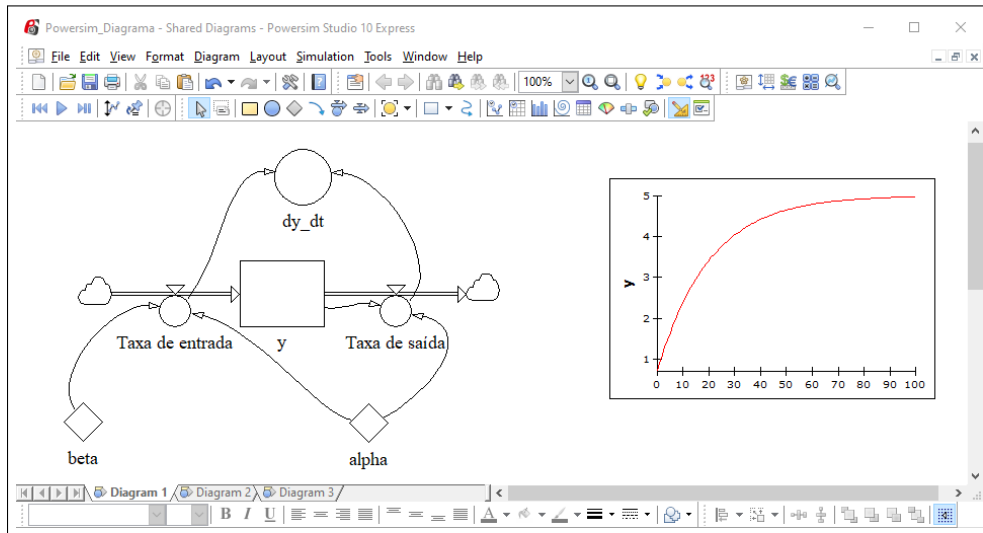 Powersim_Diagrama - Shared Diagrams - Powersim Studio 10 Express
File Edit View Format Diagram Layout Simulation Tools Window Help
100%
123
dy_dt
Taxa de entrada
y
Taxa de saída
beta
alpha
y
5
4
3
2
1
0 10 20 30 40 50 60 70 80 90 100
Diagram 1 Diagram 2 Diagram 3
B I U A